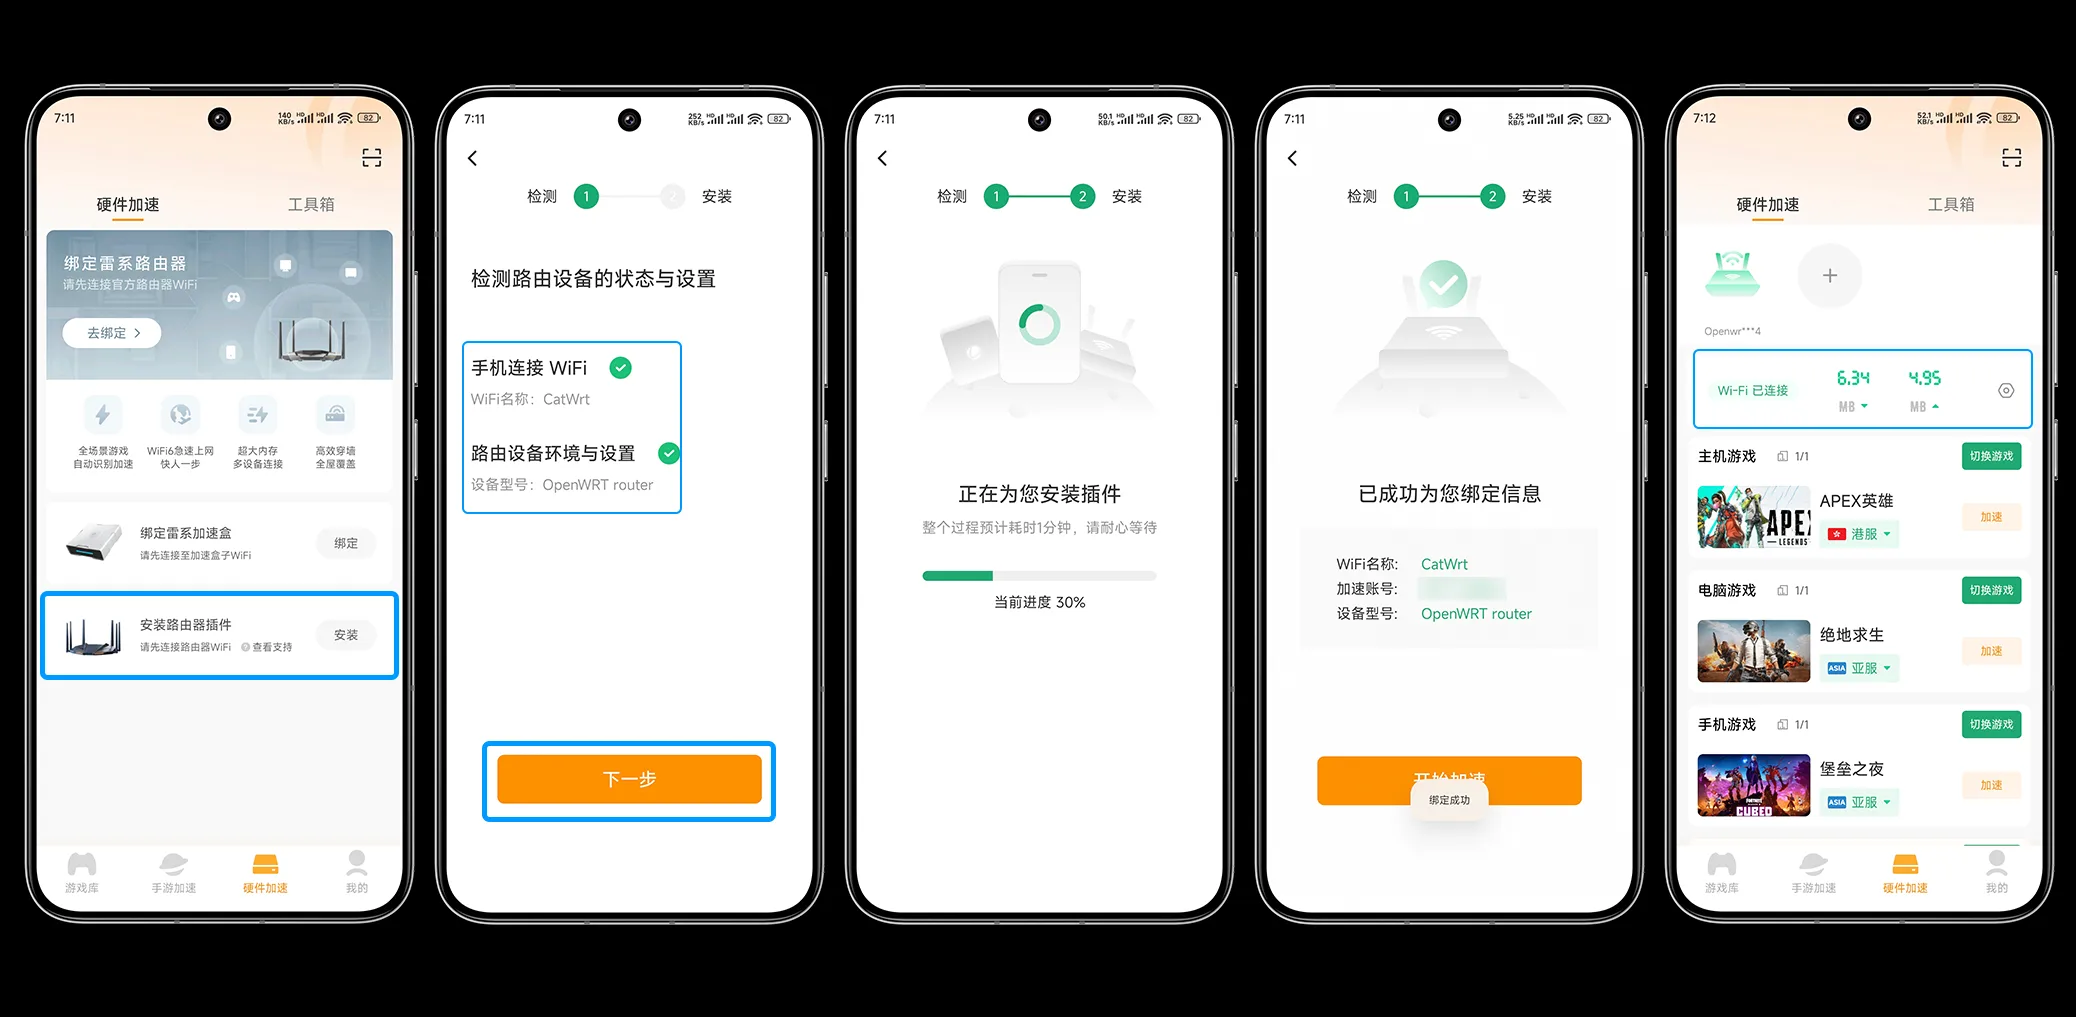 7:11
140 KB/s HD HD 82
硬件加速
工具箱
绑定雷系路由器
请先连接官方路由器WiFi
去绑定
全场景游戏
自动识别加速
WiFi6急速上网
快人一步
超大内存
多设备连接
高效穿墙
全屋覆盖
绑定雷系加速盒
请先连接至加速盒子WiFi
绑定
安装路由器插件
请先连接路由器WiFi
查看支持
安装
游戏库
手游加速
硬件加速
我的
7:11
252 KB/s HD HD 82
检测 1 2 安装
检测路由设备的状态与设置
手机连接 WiFi
WiFi名称：CatWrt
路由设备环境与设置
设备型号：OpenWRT router
下一步
7:11
50.1 KB/s HD HD 82
检测 1 2 安装
正在为您安装插件
整个过程预计耗时1分钟，请耐心等待
当前进度 30%
7:11
5.25 KB/s HD HD 82
检测 1 2 安装
已成功为您绑定信息
WiFi名称: CatWrt
加速账号:
设备型号: OpenWRT router
开始加速
绑定成功
7:12
52.1 KB/s HD HD 82
硬件加速
工具箱
Openwr***4
Wi-Fi 已连接
6.34
MB
4.95
MB
主机游戏 1/1
切换游戏
APEX英雄
港服
加速
APEX
LEGENDS
电脑游戏 1/1
切换游戏
绝地求生
ASIA 亚服
加速
手机游戏 1/1
切换游戏
堡垒之夜
ASIA 亚服
加速
FORTNITE
CUBED
游戏库
手游加速
硬件加速
我的